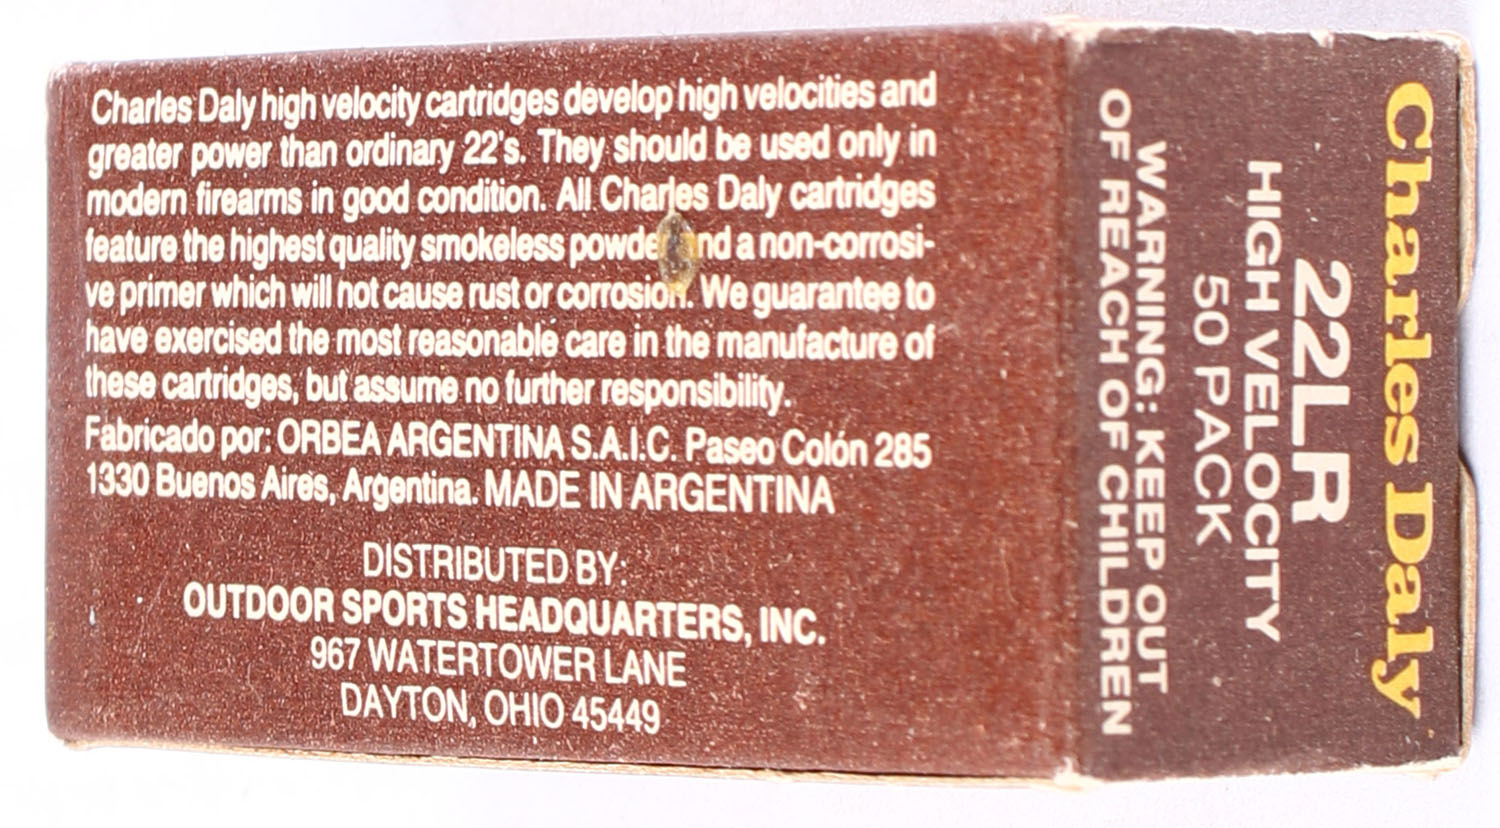 Charles Daly high velocity cartridges develop high velocities and
greater power than ordinary 22's. They should be used only in
modern firearms in good condition. All Charles Daly cartridges
feature the highest quality smokeless powde nd a non-corrosi-
ve primer which will not cause rust or corrosion. We guarantee to
have exercised the most reasonable care in the manufacture of
these cartridges, but assume no further responsibility.
Fabricado por: ORBEA ARGENTINA S.A.I.C. Paseo Colón 285
1330 Buenos Aires, Argentina. MADE IN ARGENTINA
DISTRIBUTED BY:
OUTDOOR SPORTS HEADQUARTERS, INC.
967 WATERTOWER LANE
DAYTON, OHIO 45449
Charles Daly
22LR
HIGH VELOCITY
50 PACK
WARNING: KEEP OUT
OF REACH OF CHILDREN